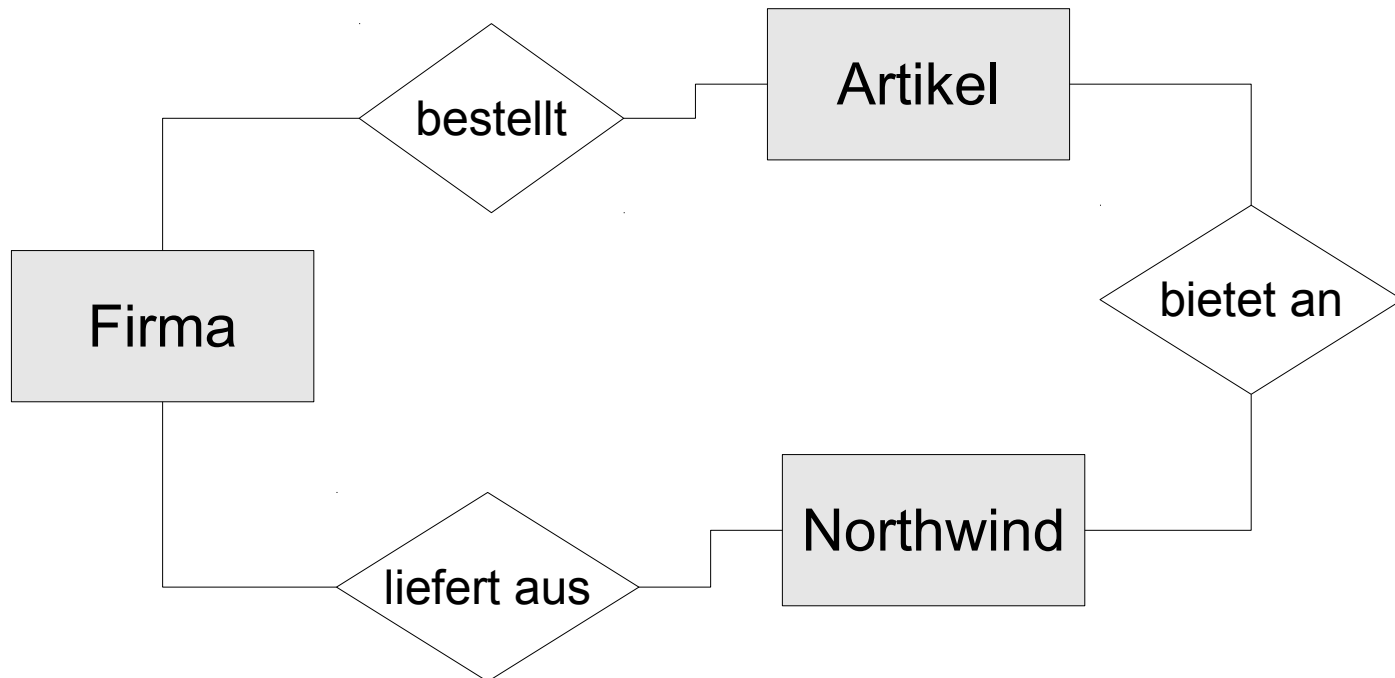 Artikel
bestellt
bietet an
Firma
Northwind
liefert aus